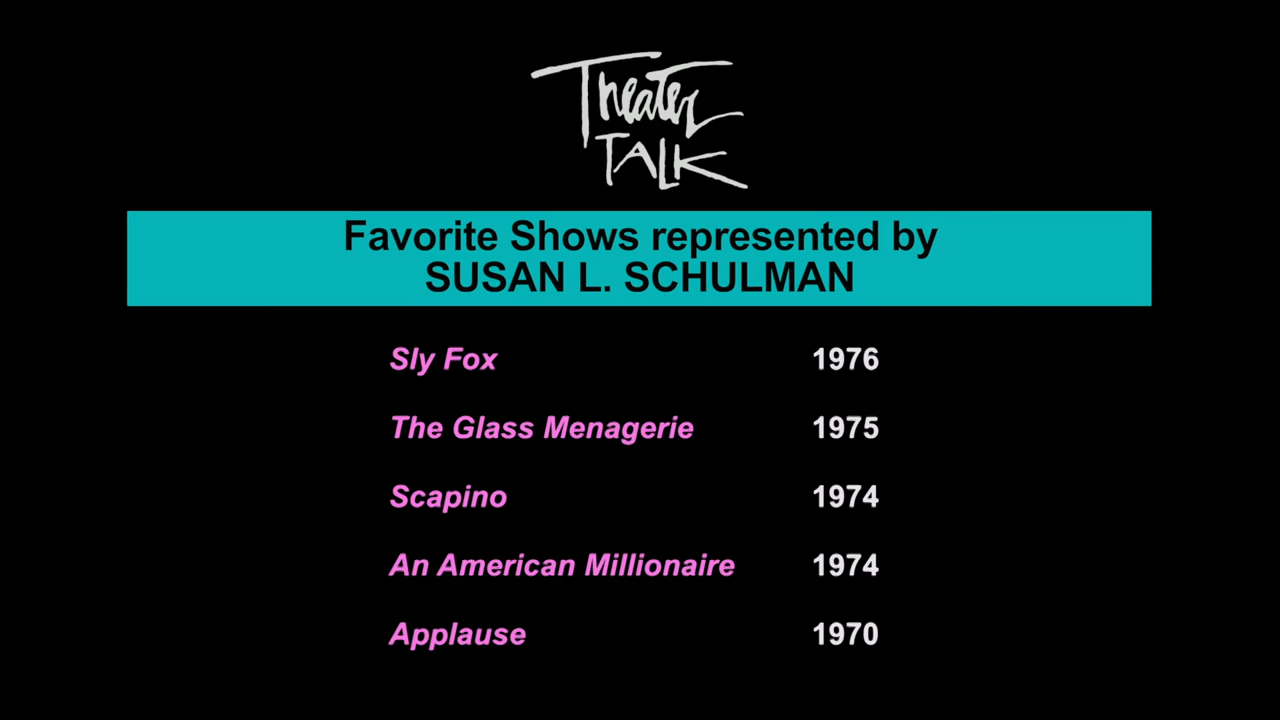 Theater
TALK
Favorite Shows represented by
SUSAN L. SCHULMAN
Sly Fox 1976
The Glass Menagerie 1975
Scapino 1974
An American Millionaire 1974
Applause 1970